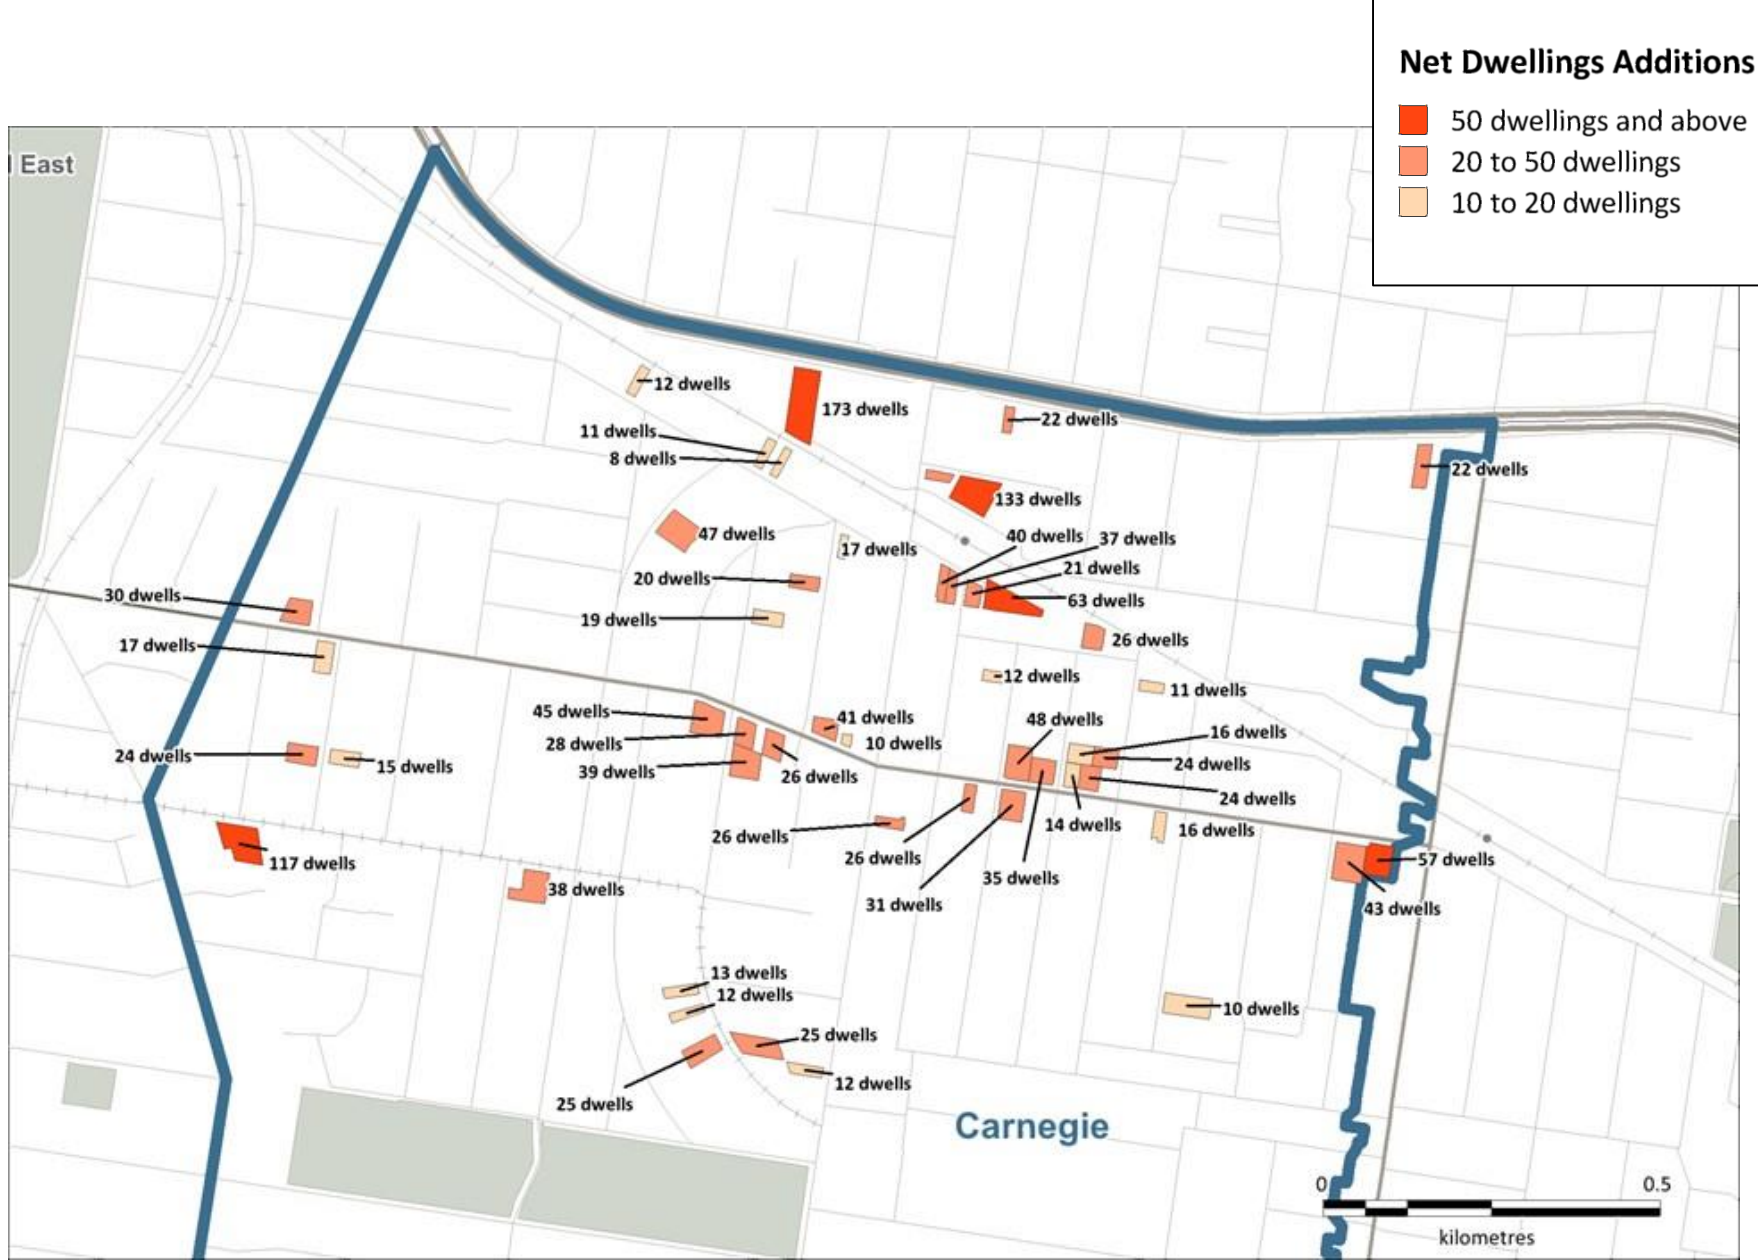 Net Dwellings Additions
50 dwellings and above
20 to 50 dwellings
10 to 20 dwellings
East
12 dwells
173 dwells
22 dwells
11 dwells
8 dwells
22 dwells
133 dwells
47 dwells
17 dwells
40 dwells
37 dwells
21 dwells
20 dwells
63 dwells
30 dwells
19 dwells
26 dwells
17 dwells
12 dwells
11 dwells
45 dwells
41 dwells
48 dwells
16 dwells
28 dwells
10 dwells
24 dwells
24 dwells
15 dwells
39 dwells
26 dwells
24 dwells
26 dwells
14 dwells
16 dwells
117 dwells
26 dwells
57 dwells
35 dwells
38 dwells
31 dwells
43 dwells
13 dwells
12 dwells
10 dwells
25 dwells
12 dwells
25 dwells
Carnegie
0
0.5
kilometres